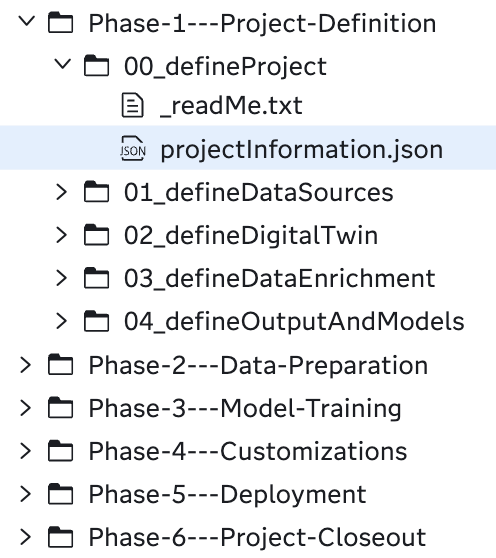 Phase-1---Project-Definition
00_defineProject
_readMe.txt
JSON projectInformation.json
01_defineDataSources
02_defineDigitalTwin
03_defineDataEnrichment
04_defineOutputAndModels
Phase-2---Data-Preparation
Phase-3---Model-Training
Phase-4---Customizations
Phase-5---Deployment
Phase-6---Project-Closeout